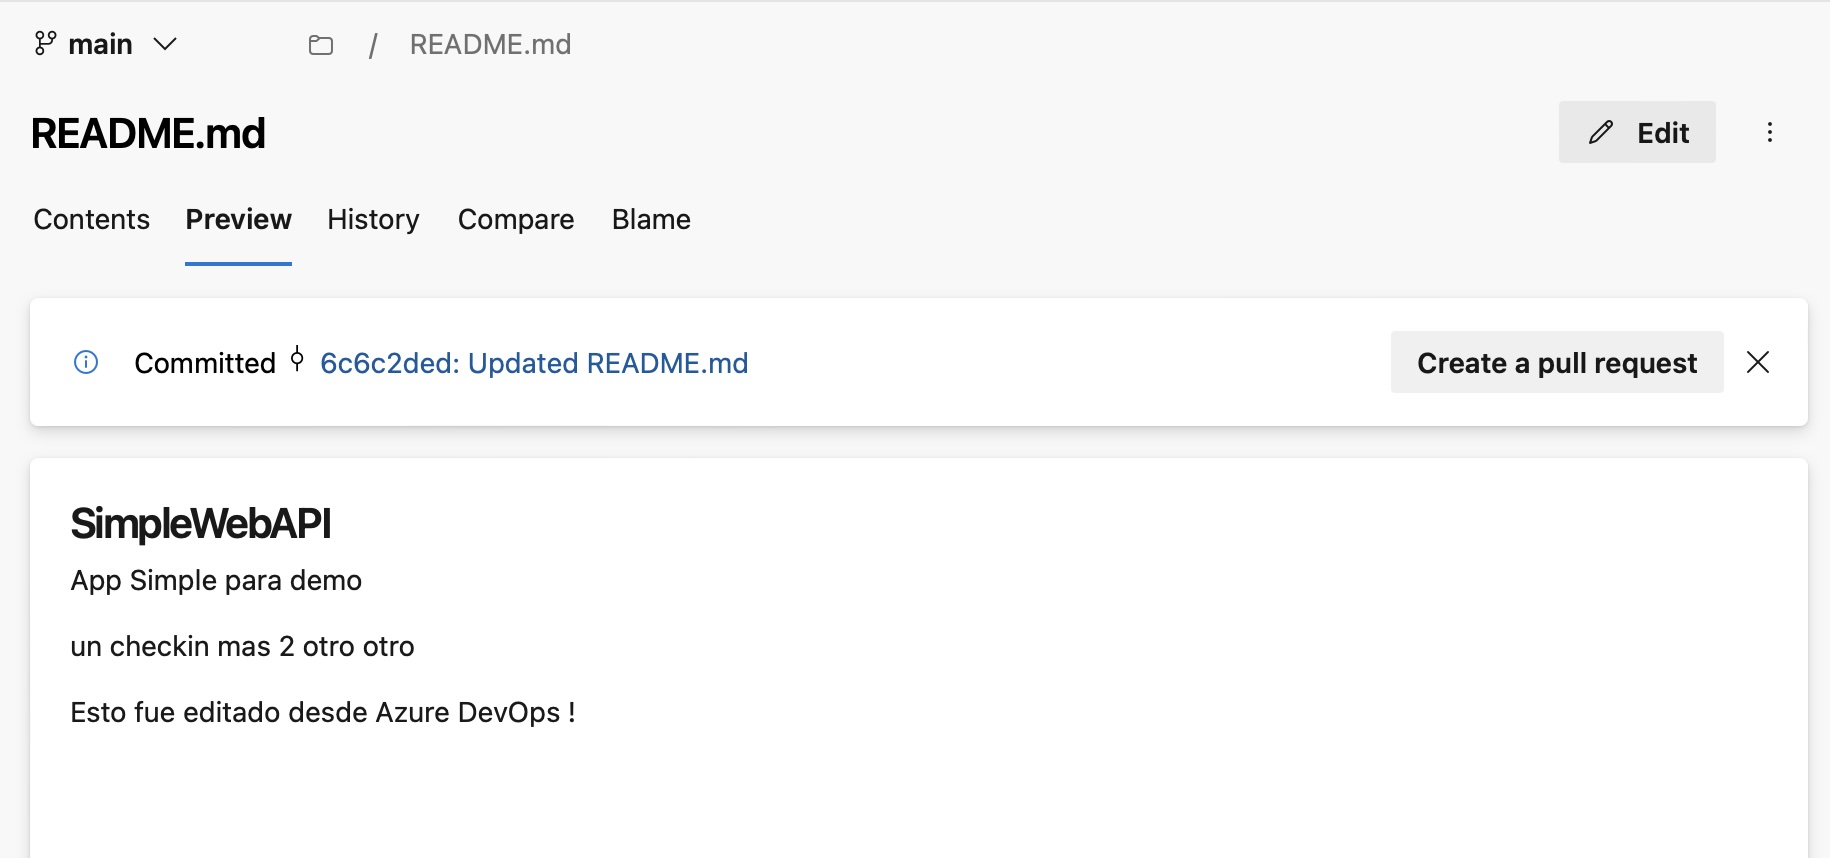 main
/ README.md
README.md
Edit
Contents Preview History Compare Blame
Committed 6c6c2ded: Updated README.md
Create a pull request
SimpleWebAPI
App Simple para demo
un checkin mas 2 otro otro
Esto fue editado desde Azure DevOps !